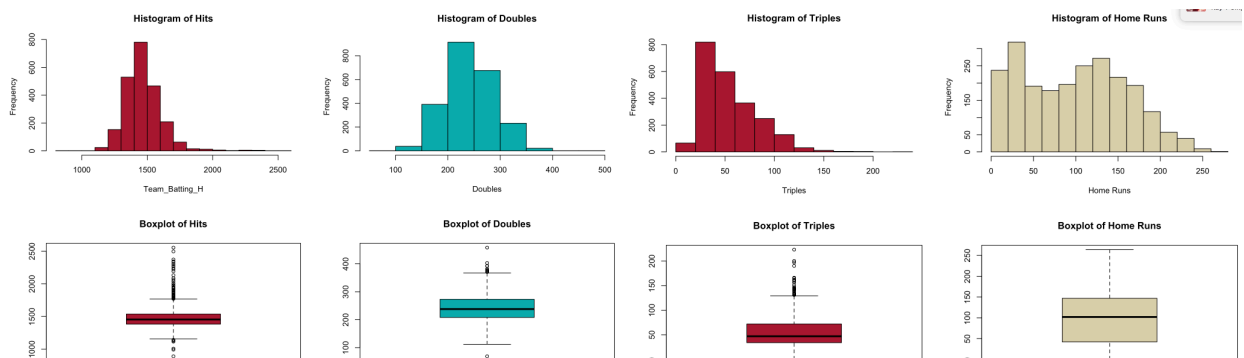 Histogram of Hits
Frequency
0 200 400 600 800
1000 1500 2000 2500
Team_Batting_H
Histogram of Doubles
Frequency
0 200 400 600 800
100 200 300 400 500
Doubles
Histogram of Triples
Frequency
0 200 400 600 800
0 50 100 150 200
Triples
Histogram of Home Runs
Frequency
0 50 150 250
0 50 100 150 200 250
Home Runs
Boxplot of Hits
1000 1500 2000 2500
Boxplot of Doubles
100 200 300 400
Boxplot of Triples
50 100 150 200
Boxplot of Home Runs
50 100 150 200 250